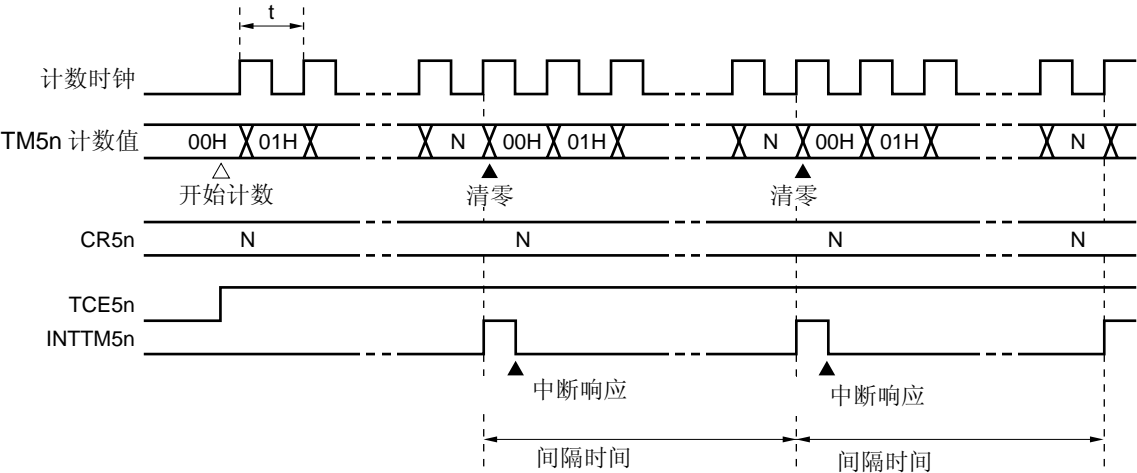 t
计数时钟
TM5n 计数值 00H 01H N 00H 01H N 00H 01H N
开始计数 清零 清零
CR5n N N N N
TCE5n
INTTM5n
中断响应 中断响应
间隔时间 间隔时间